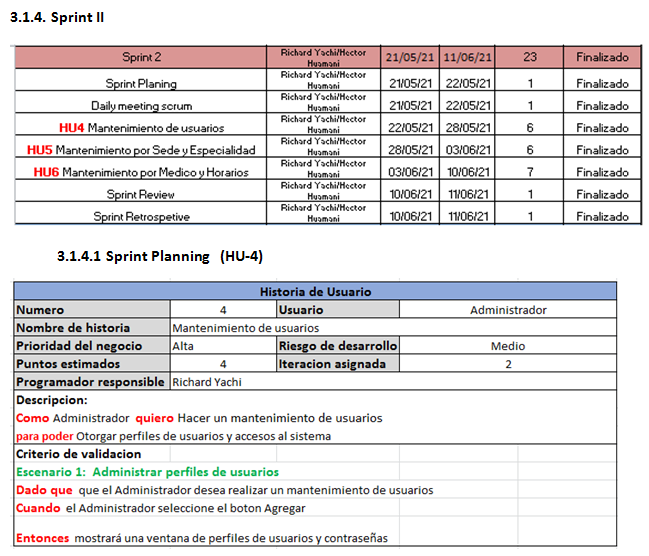 3.1.4. Sprint II
Sprint 2 Richard Yachi/Hector Huamani 21/05/21 11/06/21 23 Finalizado
Sprint Planing Richard Yachi/Hector Huamani 21/05/21 22/05/21 1 Finalizado
Daily meeting scrum Richard Yachi/Hector Huamani 21/05/21 22/05/21 1 Finalizado
HU4 Mantenimiento de usuarios Richard Yachi/Hector Huamani 22/05/21 28/05/21 6 Finalizado
HU5 Mantenimiento por Sede y Especialidad Richard Yachi/Hector Huamani 28/05/21 03/06/21 6 Finalizado
HU6 Mantenimiento por Medico y Horarios Richard Yachi/Hector Huamani 03/06/21 10/06/21 7 Finalizado
Sprint Review Richard Yachi/Hector Huamani 10/06/21 11/06/21 1 Finalizado
Sprint Retrospetive Richard Yachi/Hector Huamani 10/06/21 11/06/21 1 Finalizado
3.1.4.1 Sprint Planning (HU-4)
Historia de Usuario
Numero 4 Usuario Administrador
Nombre de historia Mantenimiento de usuarios
Prioridad del negocio Alta Riesgo de desarrollo Medio
Puntos estimados 4 Iteracion asignada 2
Programador responsible Richard Yachi
Descripcion:
Como Administrador quiero Hacer un mantenimiento de usuarios
para poder Otorgar perfiles de usuarios y accesos al sistema
Criterio de validacion
Escenario 1: Administrar perfiles de usuarios
Dado que que el Administrador desea realizar un mantenimiento de usuarios
Cuando el Administrador seleccione el boton Agregar
Entonces mostrará una ventana de perfiles de usuarios y contraseñas